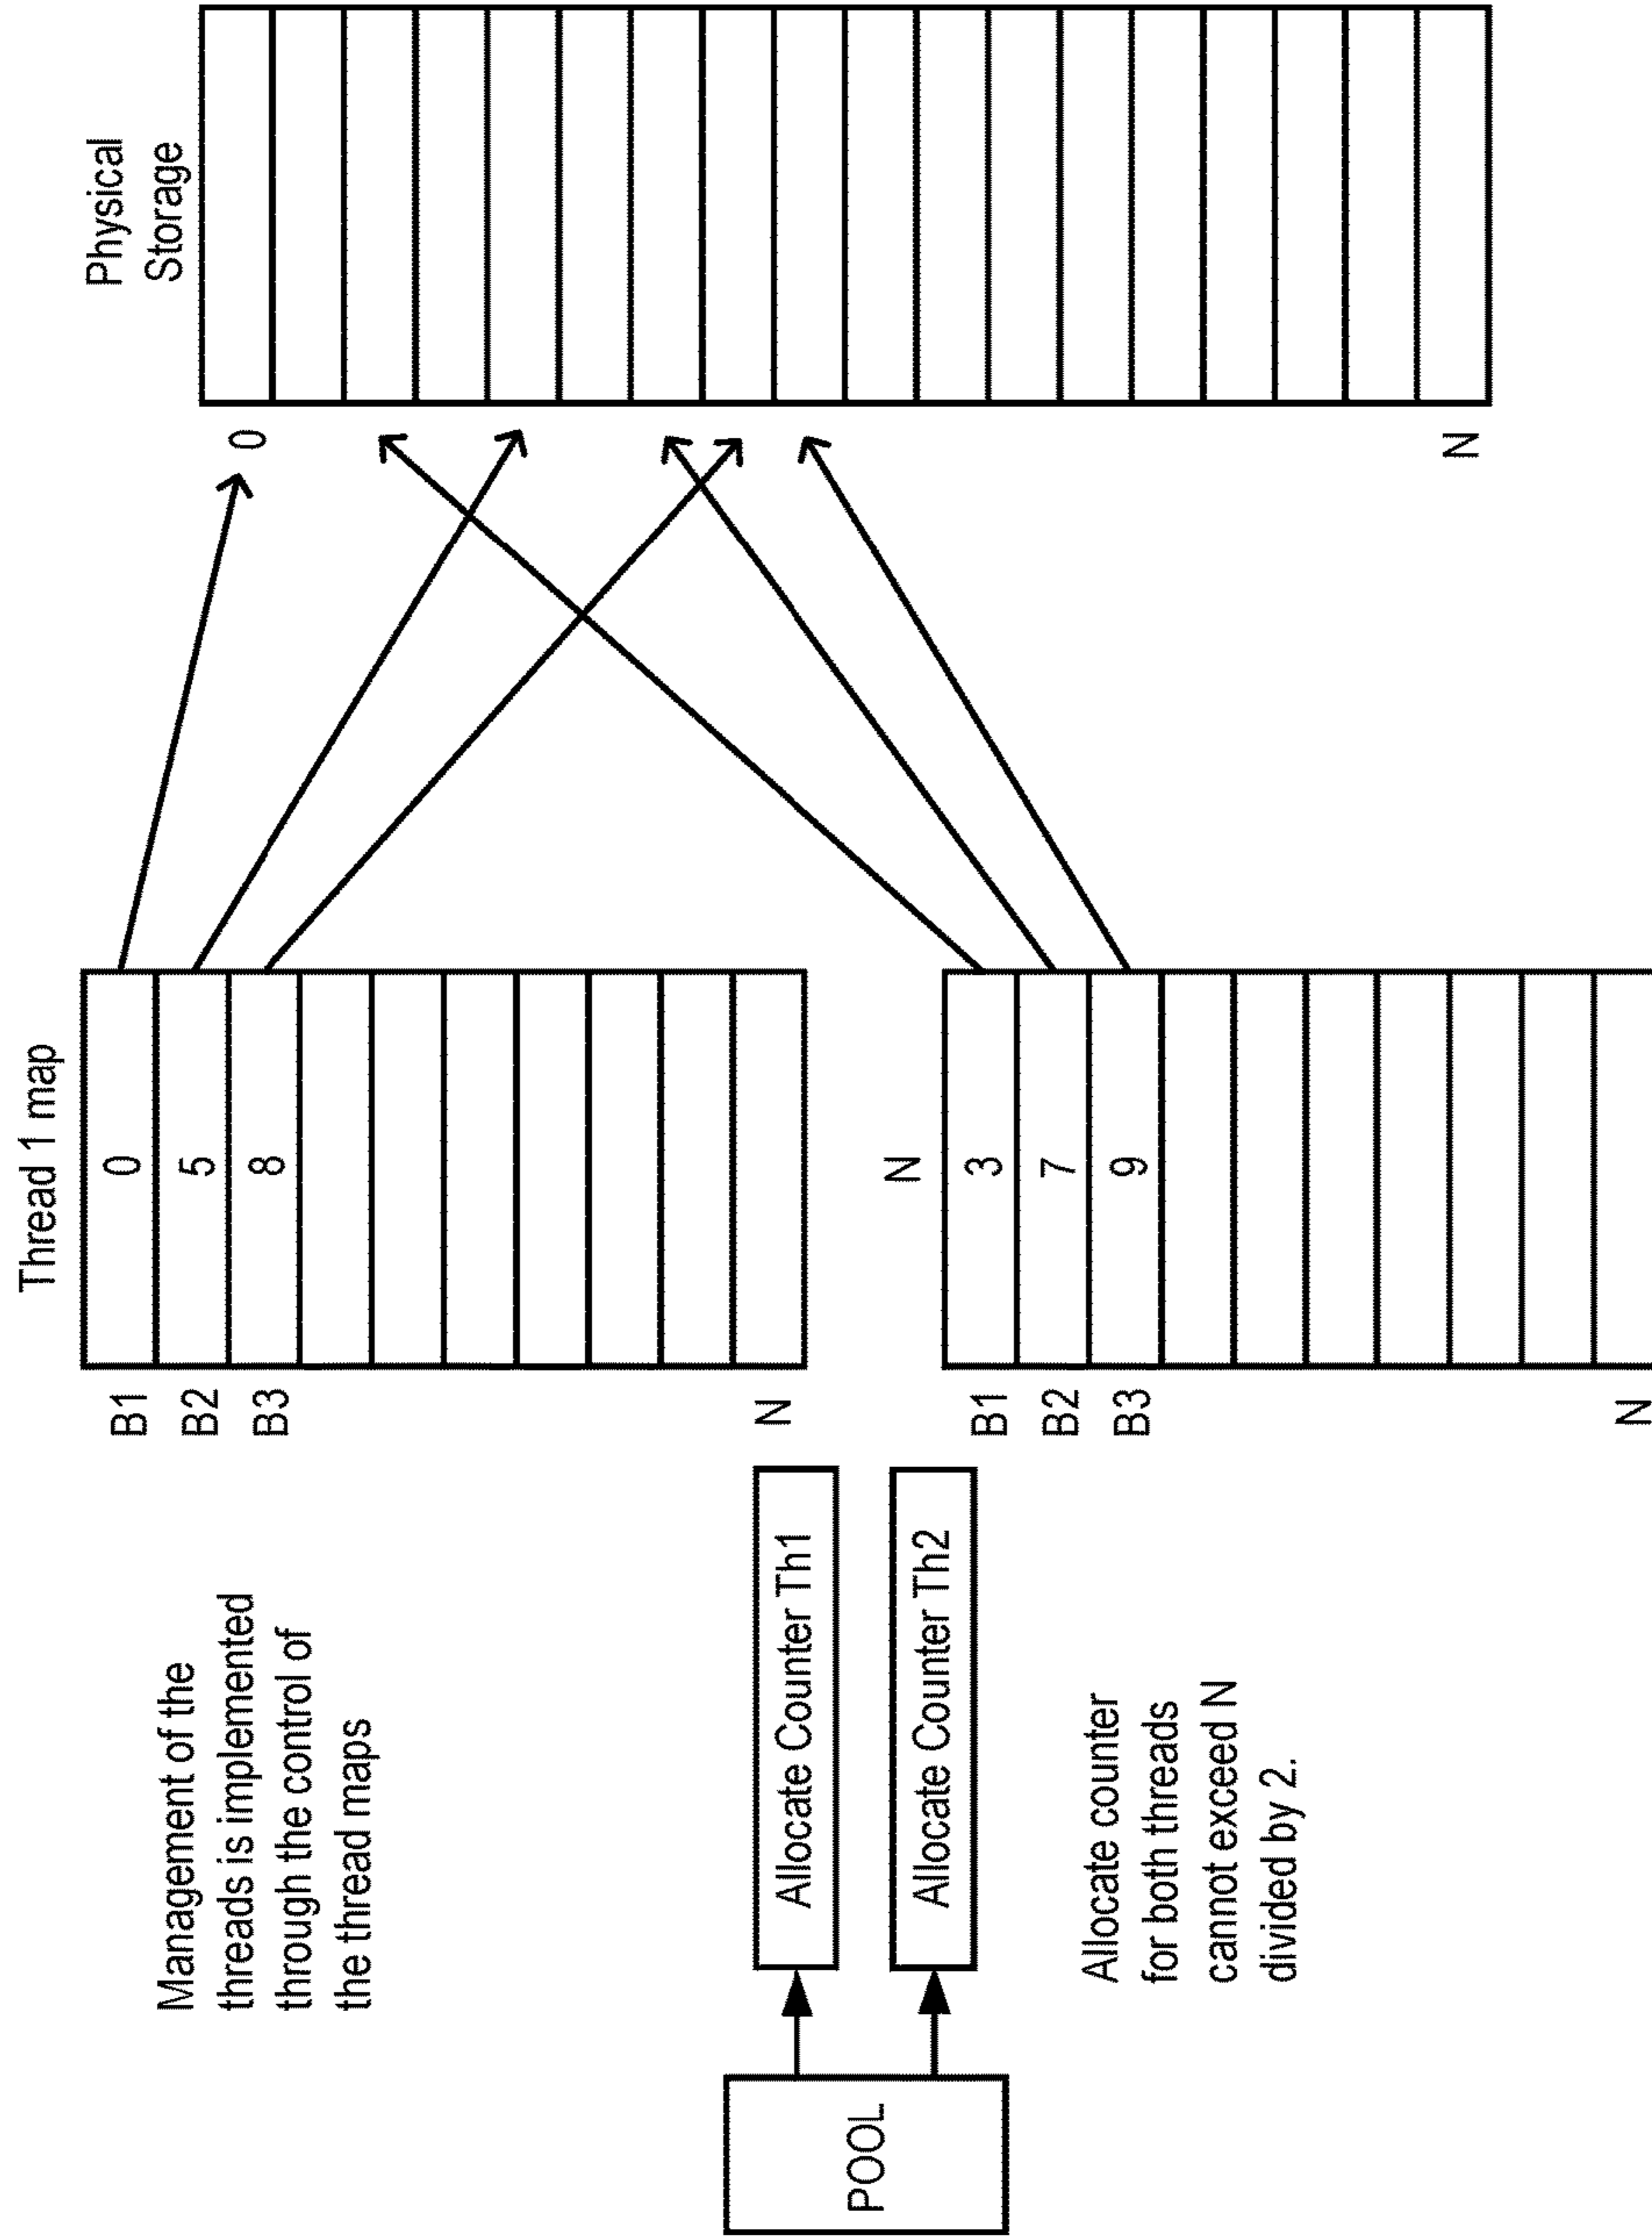 Thread 1 map
B1
0
B2
5
B3
8
N
N
B1
3
B2
7
B3
9
N
Physical
Storage
0
N
Management of the
threads is implemented
through the control of
the thread maps
POOL
Allocate Counter Th1
Allocate Counter Th2
Allocate counter
for both threads
cannot exceed N
divided by 2.